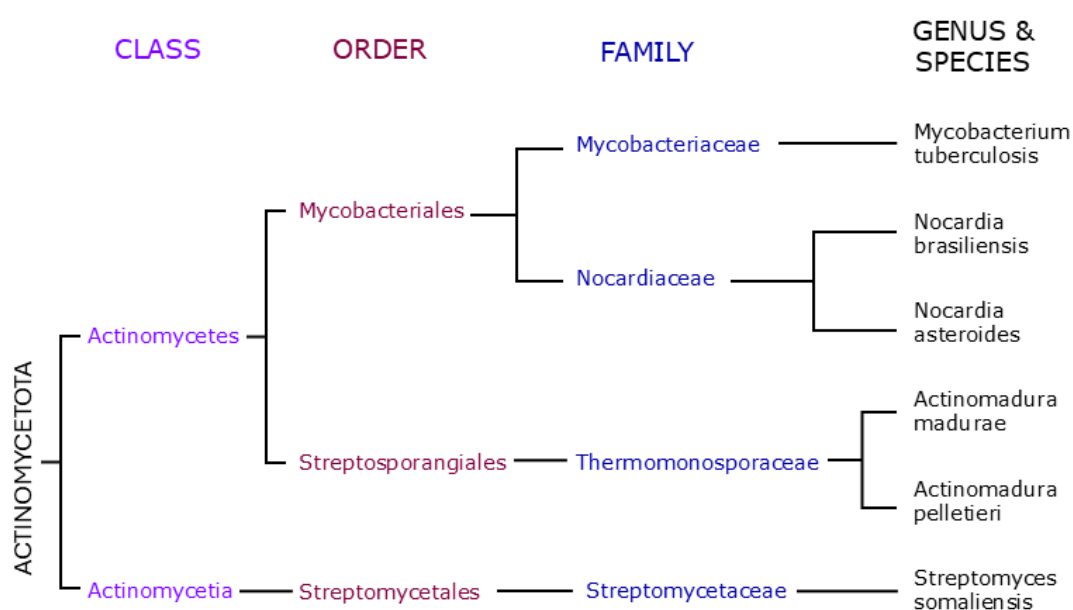 CLASS
ORDER
FAMILY
GENUS &
SPECIES
Mycobacteriaceae
Mycobacterium
tuberculosis
Mycobacteriales
Nocardia
brasiliensis
Nocardiaceae
Nocardia
asteroides
Actinomycetes
ACTINOMYCETOTA
Actinomadura
madurae
Streptosporangiales
Thermomonosporaceae
Actinomadura
pelletieri
Actinomycetia
Streptomycetales
Streptomycetaceae
Streptomyces
somaliensis